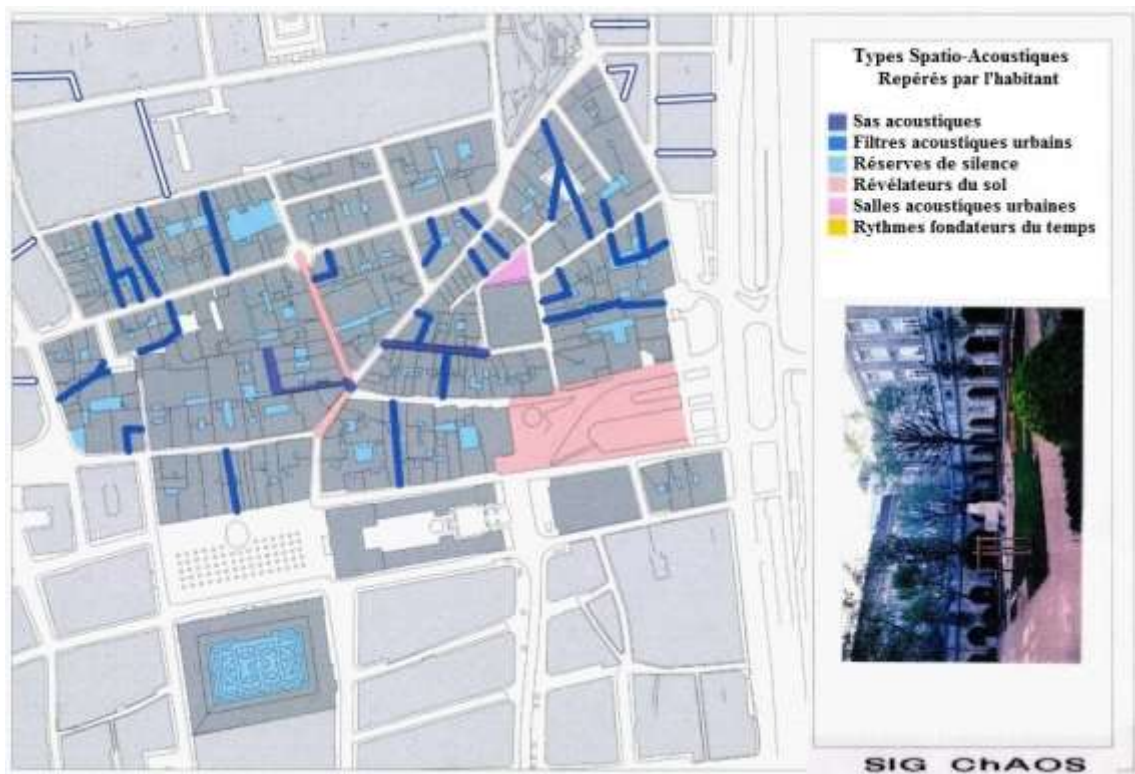 Types Spatio-Acoustiques
Repérés par l'habitant
Sas acoustiques
Filtres acoustiques urbains
Réserves de silence
Révélateurs du sol
Salles acoustiques urbaines
Rythmes fondateurs du temps
SIG ChAOS